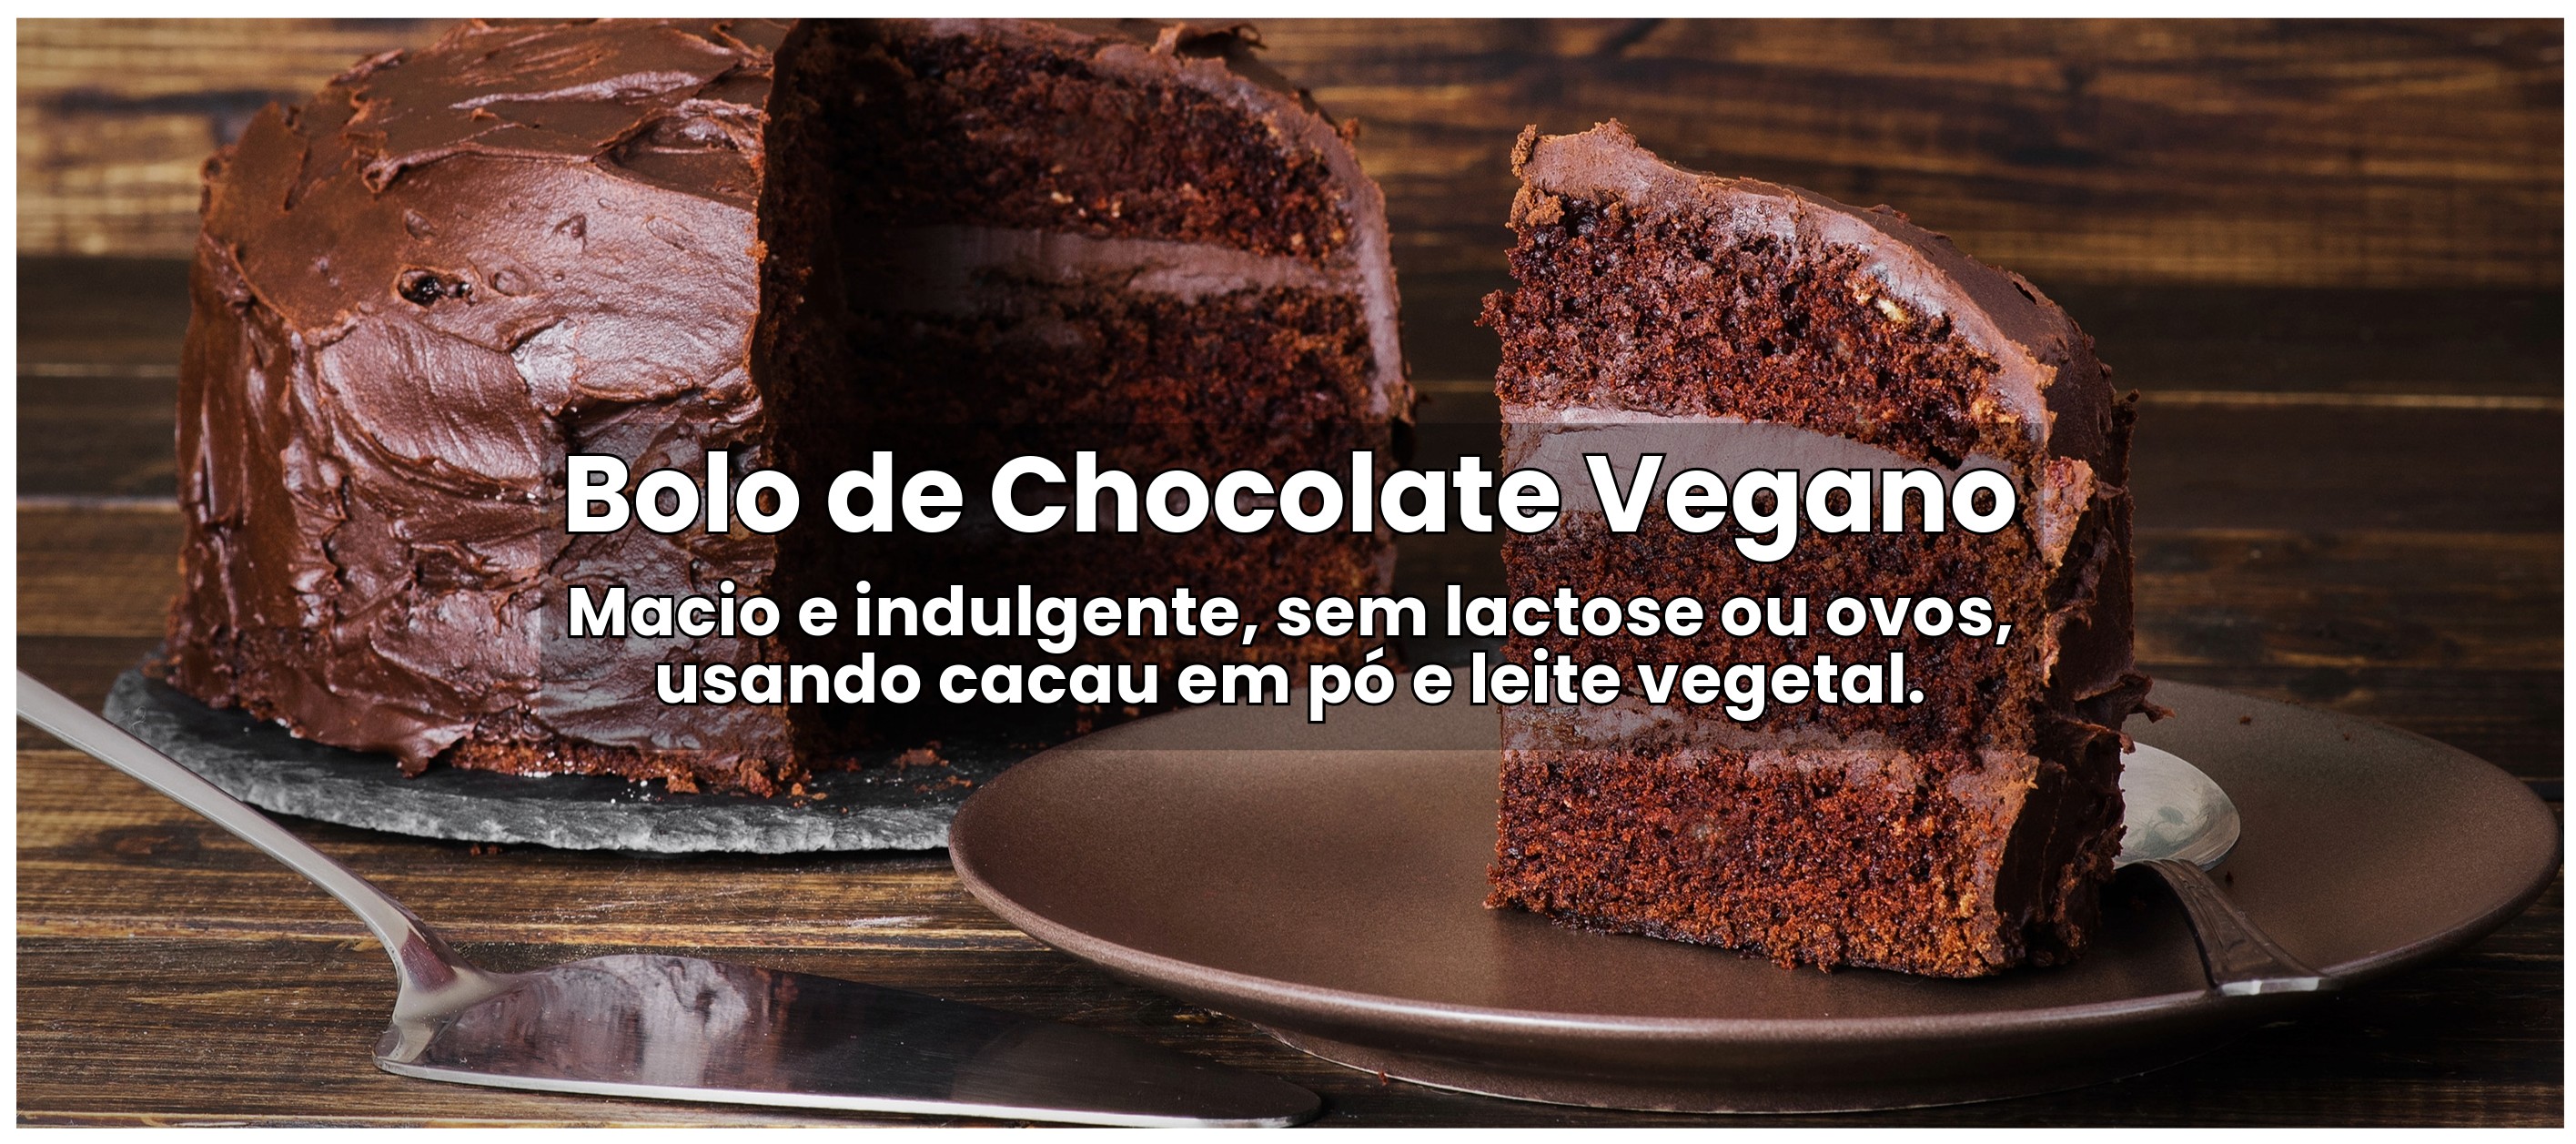 Bolo de Chocolate Vegano
Macio e indulgente, sem lactose ou ovos,
usando cacau em pó e leite vegetal.